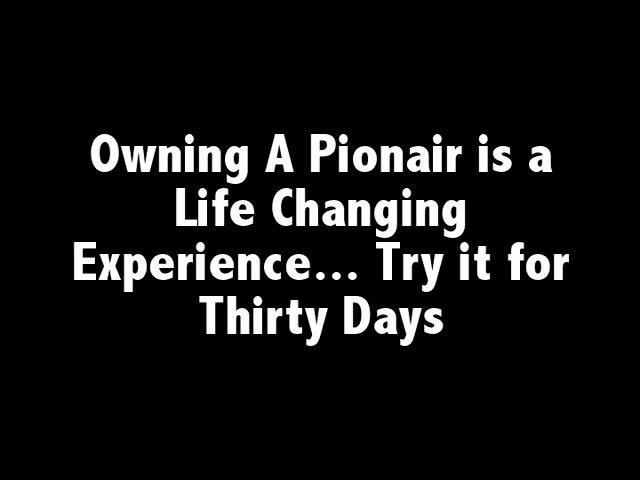 Owning A Pionair is a
Life Changing
Experience... Try it for
Thirty Days